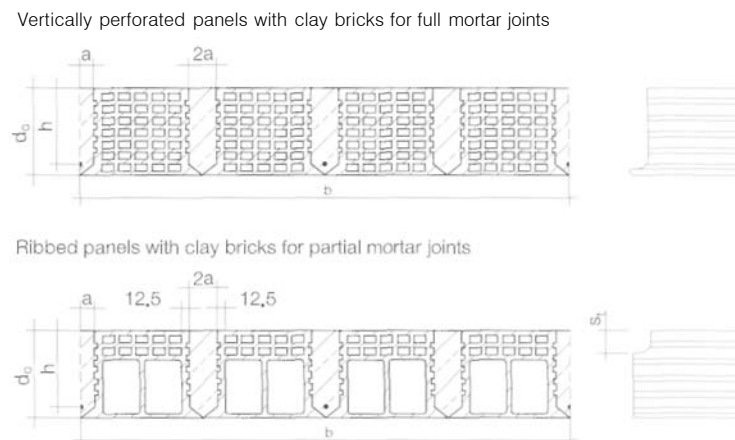 Vertically perforated panels with clay bricks for full mortar joints
a 2a
d₀ h
b
Ribbed panels with clay bricks for partial mortar joints
2a
a 12,5 12,5
d₀ h
sₜ
b